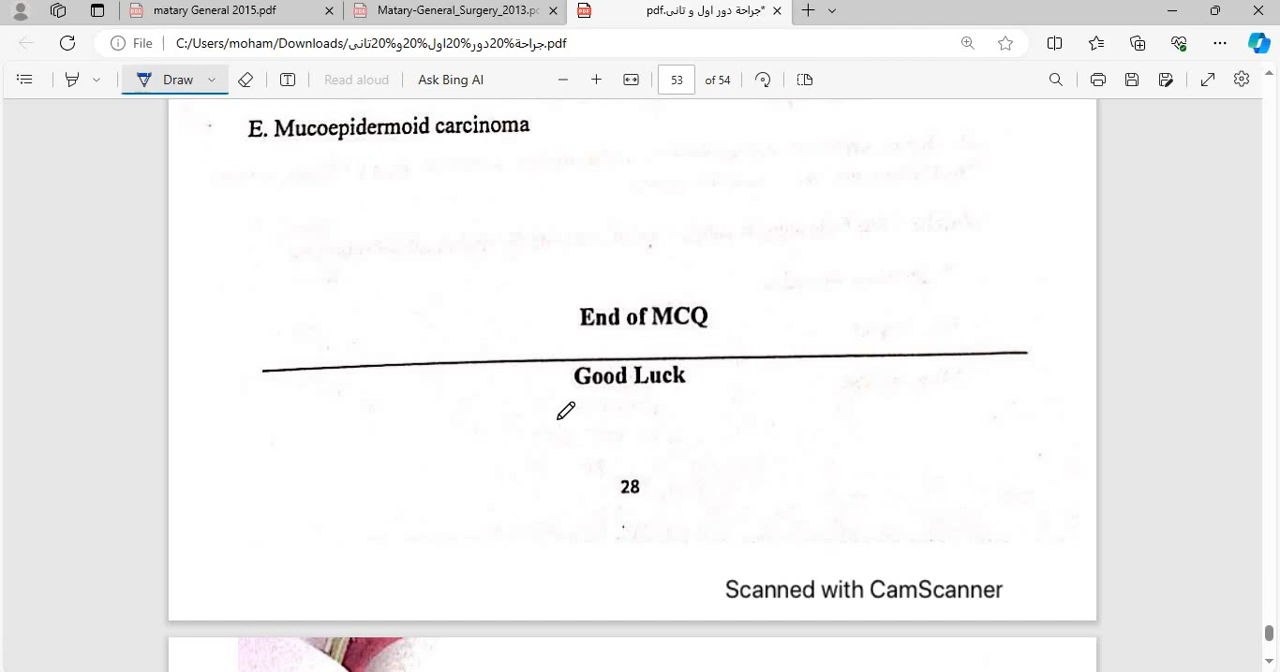 matary General 2015.pdf
Matary-General_Surgery_2013.pd
*جراحة دور اول و تانى.pdf
File
C:/Users/moham/Downloads/جراحة%20دور%20اول%20و%20تانى.pdf
Draw
Read aloud
Ask Bing AI
53
of 54
E. Mucoepidermoid carcinoma
End of MCQ
Good Luck
28
Scanned with CamScanner